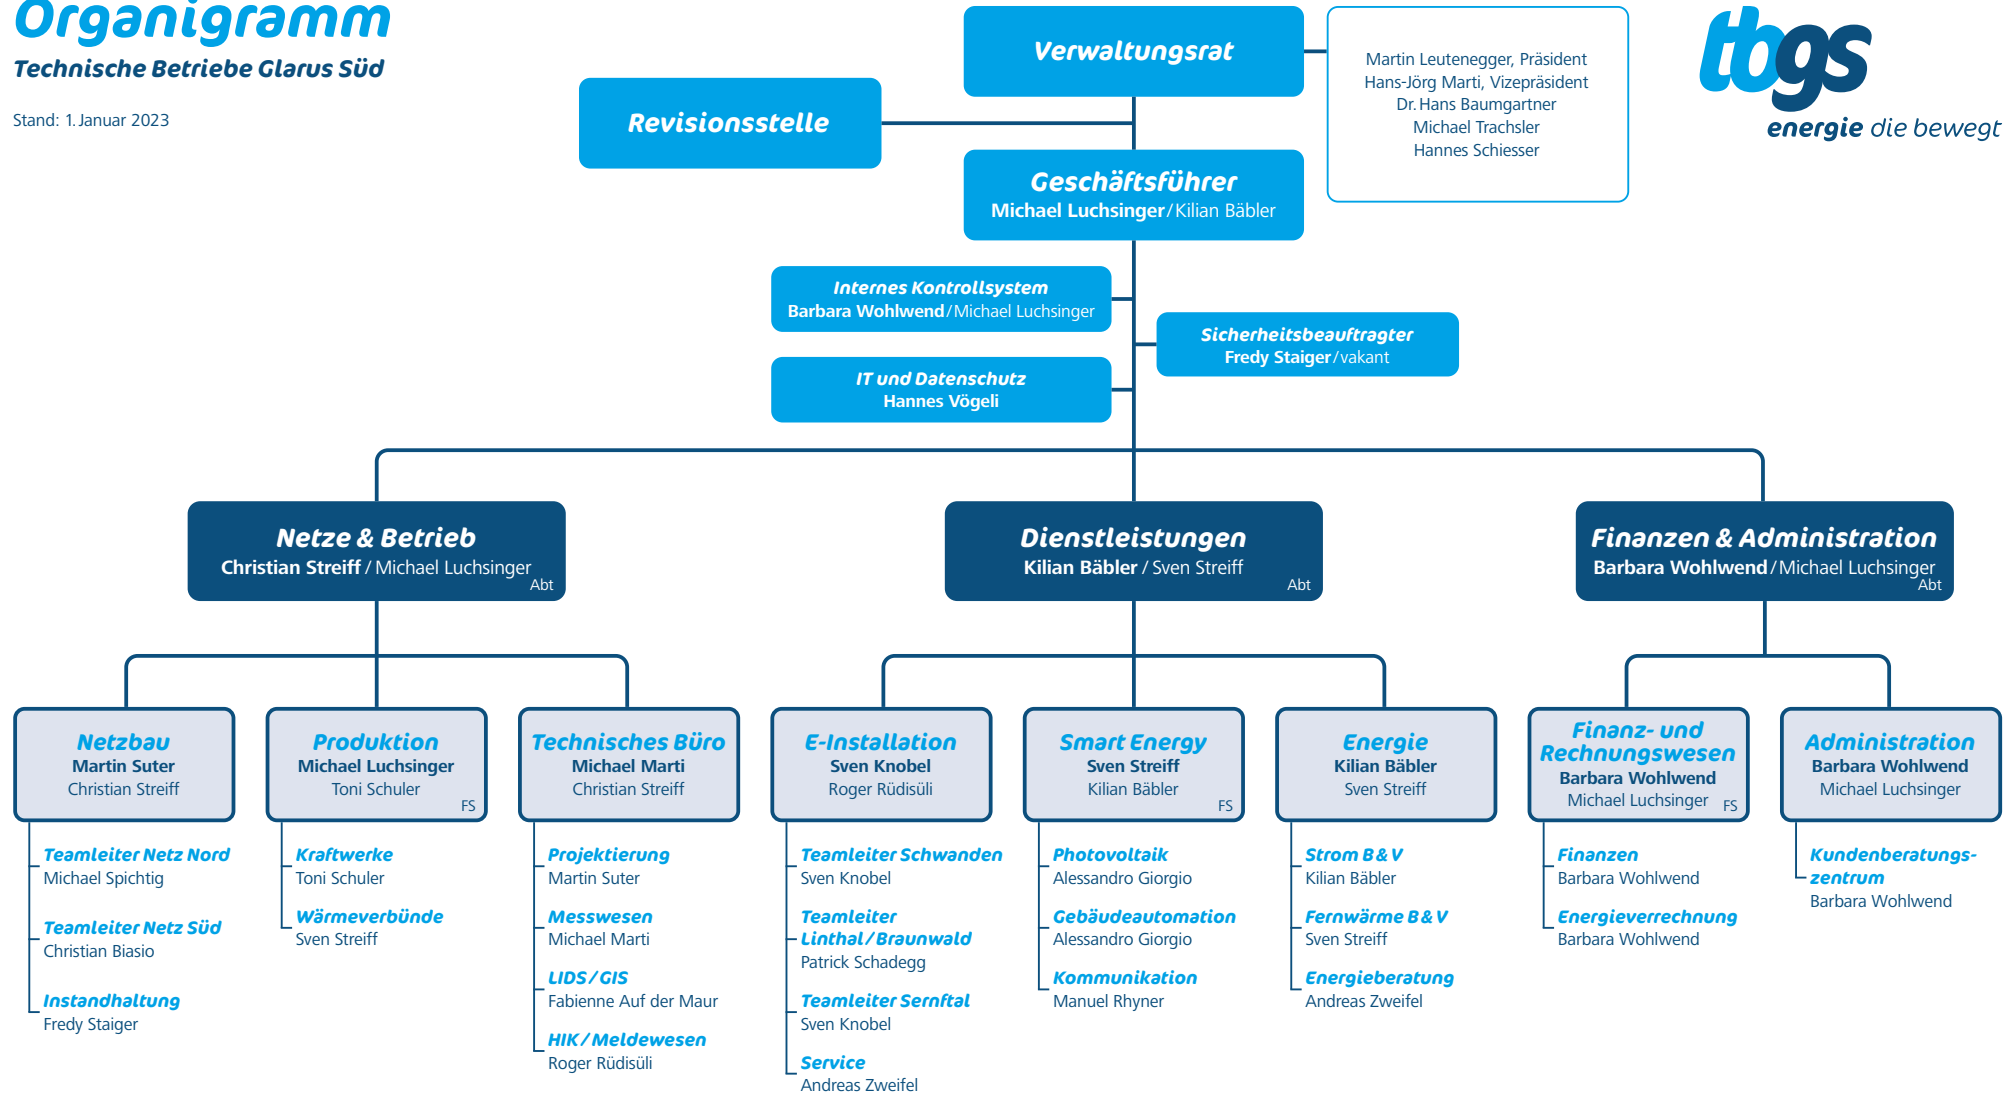 Organigramm
Technische Betriebe Glarus Süd
Stand: 1. Januar 2023
Verwaltungsrat
Martin Leutenegger, Präsident
Hans-Jörg Marti, Vizepräsident
Dr. Hans Baumgartner
Michael Trachsler
Hannes Schiesser
tbgs
energie die bewegt
Revisionsstelle
Geschäftsführer
Michael Luchsinger/Kilian Bäbler
Internes Kontrollsystem
Barbara Wohlwend/Michael Luchsinger
Sicherheitsbeauftragter
Fredy Staiger/vakant
IT und Datenschutz
Hannes Vögeli
Netze & Betrieb
Christian Streiff / Michael Luchsinger
Abt
Dienstleistungen
Kilian Bäbler / Sven Streiff
Abt
Finanzen & Administration
Barbara Wohlwend/Michael Luchsinger
Abt
Netzbau
Martin Suter
Christian Streiff
Teamleiter Netz Nord
Michael Spichtig
Teamleiter Netz Süd
Christian Biasio
Instandhaltung
Fredy Staiger
Produktion
Michael Luchsinger
Toni Schuler
FS
Kraftwerke
Toni Schuler
Wärmeverbünde
Sven Streiff
Technisches Büro
Michael Marti
Christian Streiff
Projektierung
Martin Suter
Messwesen
Michael Marti
LIDS/GIS
Fabienne Auf der Maur
HIK/Meldewesen
Roger Rüdisüli
E-Installation
Sven Knobel
Roger Rüdisüli
Teamleiter Schwanden
Sven Knobel
Teamleiter
Linthal/Braunwald
Patrick Schadegg
Teamleiter Sernftal
Sven Knobel
Service
Andreas Zweifel
Smart Energy
Sven Streiff
Kilian Bäbler
FS
Photovoltaik
Alessandro Giorgio
Gebäudeautomation
Alessandro Giorgio
Kommunikation
Manuel Rhyner
Energie
Kilian Bäbler
Sven Streiff
Strom B&V
Kilian Bäbler
Fernwärme B&V
Sven Streiff
Energieberatung
Andreas Zweifel
Finanz- und
Rechnungswesen
Barbara Wohlwend
Michael Luchsinger
FS
Finanzen
Barbara Wohlwend
Energieverrechnung
Barbara Wohlwend
Administration
Barbara Wohlwend
Michael Luchsinger
Kundenberatungs-
zentrum
Barbara Wohlwend